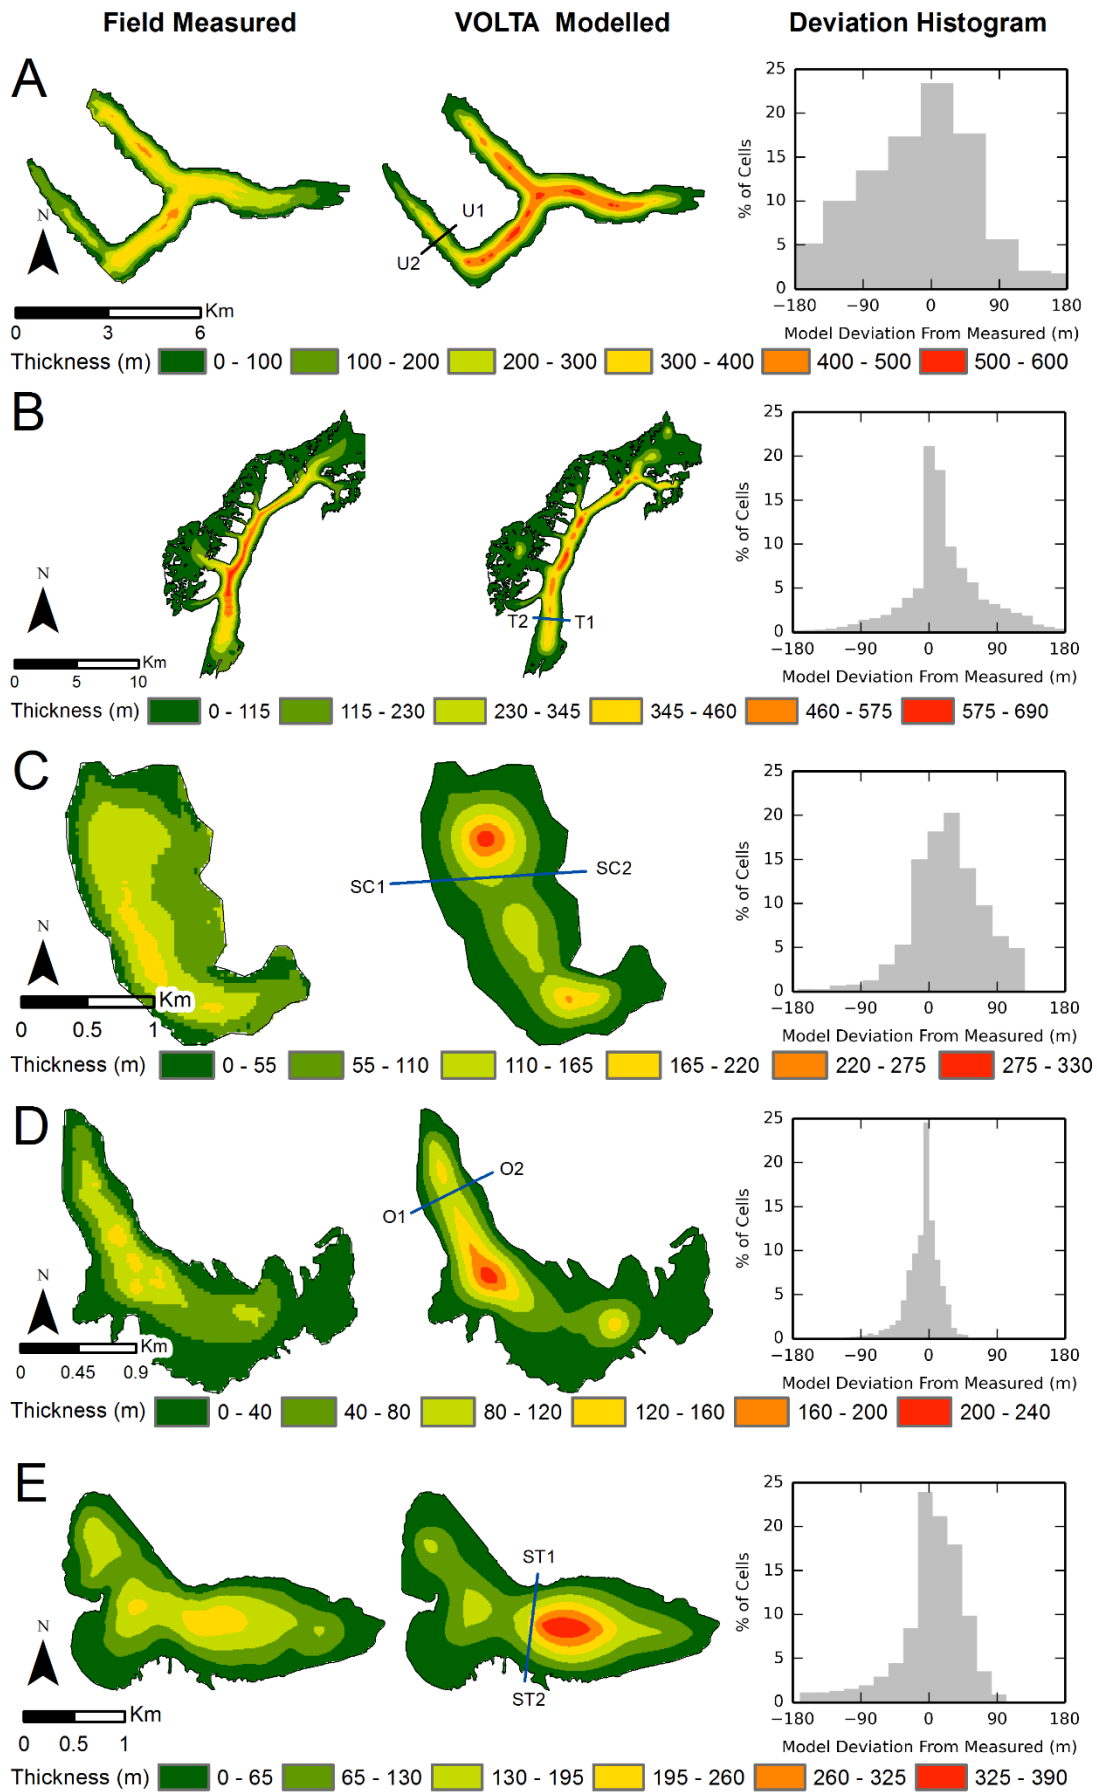 Field Measured VOLTA Modelled Deviation Histogram
A
N
U1
U2
Km
0 3 6
25
20
15
10
5
0
% of Cells
−180 −90 0 90 180
Model Deviation From Measured (m)
Thickness (m) 0 - 100 100 - 200 200 - 300 300 - 400 400 - 500 500 - 600
B
N
T2 T1
Km
0 5 10
25
20
15
10
5
0
% of Cells
−180 −90 0 90 180
Model Deviation From Measured (m)
Thickness (m) 0 - 115 115 - 230 230 - 345 345 - 460 460 - 575 575 - 690
C
N
SC1 SC2
Km
0 0.5 1
25
20
15
10
5
0
% of Cells
−180 −90 0 90 180
Model Deviation From Measured (m)
Thickness (m) 0 - 55 55 - 110 110 - 165 165 - 220 220 - 275 275 - 330
D
N
O2
O1
Km
0 0.45 0.9
25
20
15
10
5
0
% of Cells
−180 −90 0 90 180
Model Deviation From Measured (m)
Thickness (m) 0 - 40 40 - 80 80 - 120 120 - 160 160 - 200 200 - 240
E
N
ST1
ST2
Km
0 0.5 1
25
20
15
10
5
0
% of Cells
−180 −90 0 90 180
Model Deviation From Measured (m)
Thickness (m) 0 - 65 65 - 130 130 - 195 195 - 260 260 - 325 325 - 390